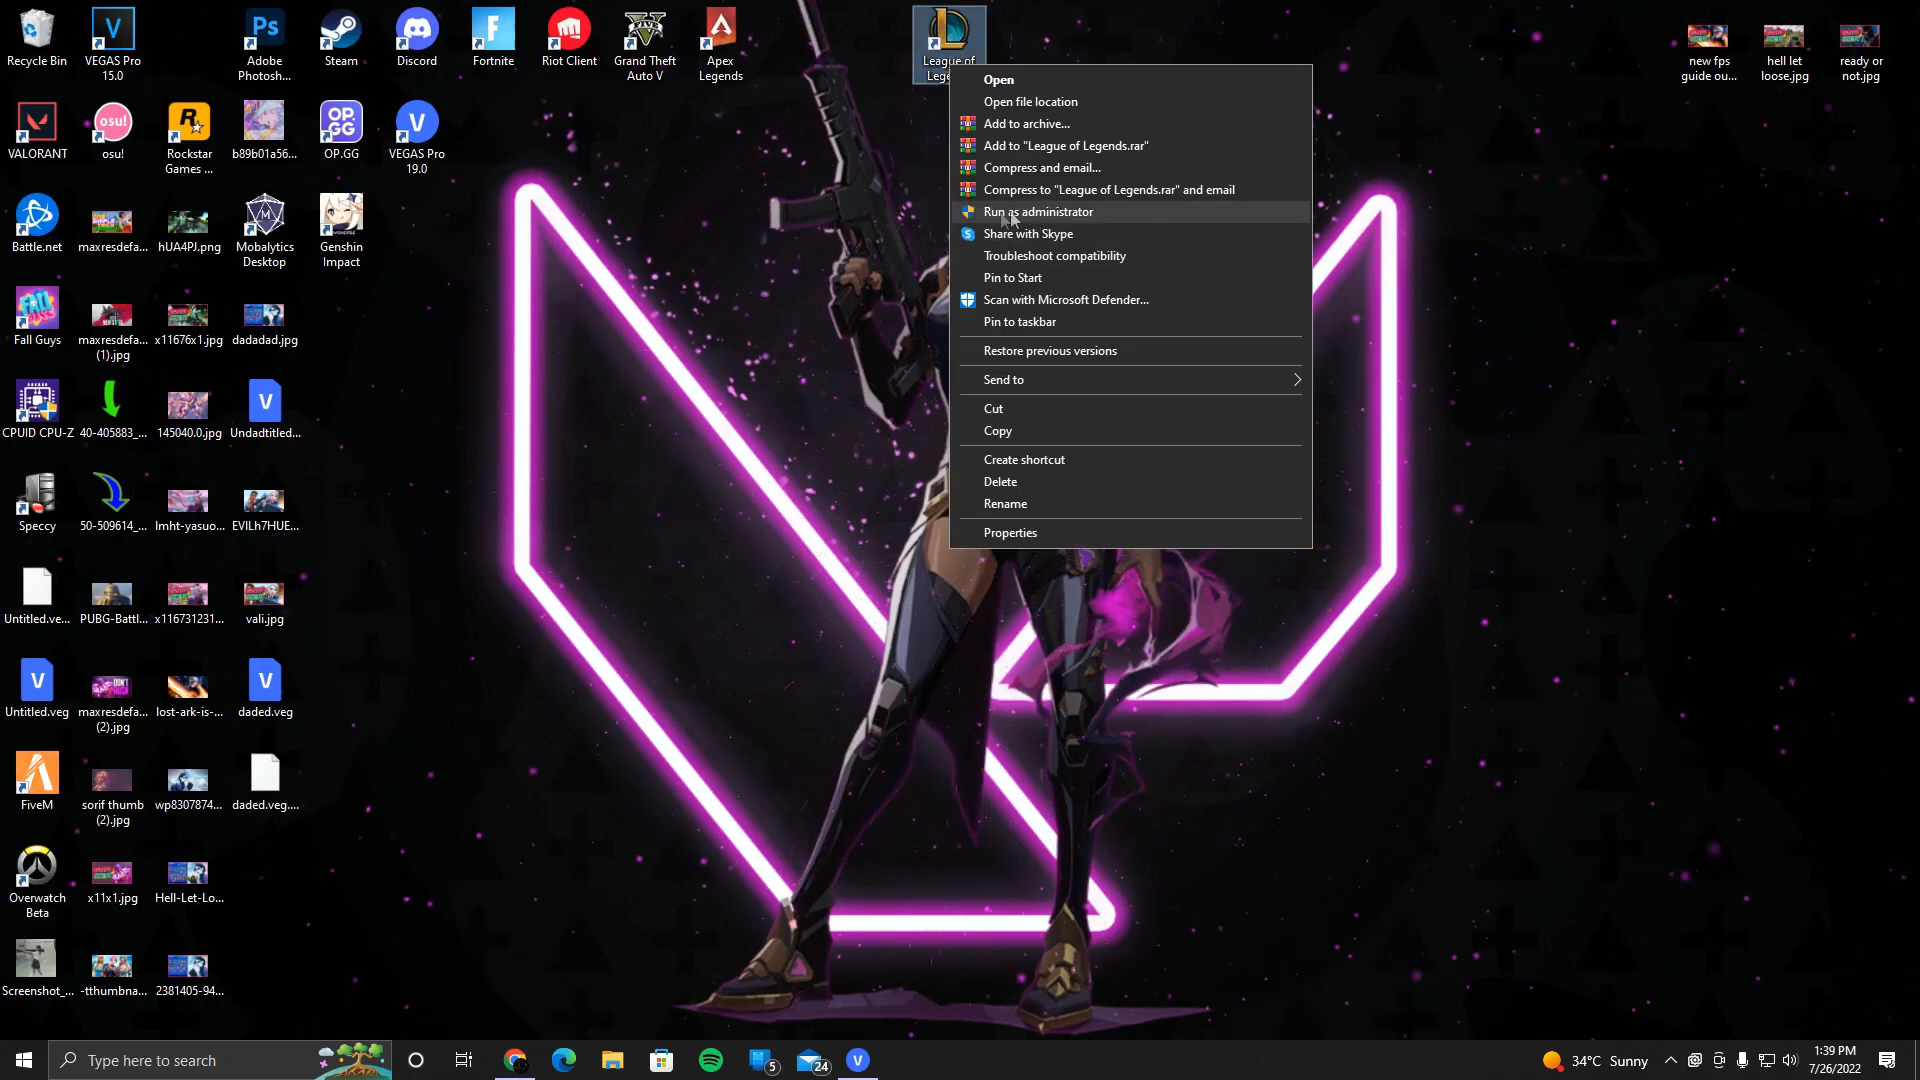 Recycle Bin
VEGAS Pro
15.0
Ps
Adobe
Photosh...
Steam
Discord
Fortnite
Riot Client
Grand Theft
Auto V
Apex
Legends
League of
Lege
new fps
guide ou...
hell let
loose.jpg
ready or
not.jpg
VALORANT
osu!
osu!
Rockstar
Games ...
b89b01a56...
OP.
GG
OP.GG
VEGAS Pro
19.0
Battle.net
maxresdefa...
hUA4PJ.png
Mobalytics
Desktop
Genshin
Impact
Fall Guys
maxresdefa...
(1).jpg
x11676x1.jpg
dadadad.jpg
CPUID CPU-Z
40-405883_...
145040.0.jpg
Undadtitled...
Speccy
50-509614_...
lmht-yasuo...
EVILh7HUE...
Untitled.ve...
PUBG-Battl...
x116731231...
vali.jpg
Untitled.veg
maxresdefa...
(2).jpg
lost-ark-is-...
daded.veg
FiveM
sorif thumb
(2).jpg
wp8307874...
daded.veg....
Overwatch
Beta
x11x1.jpg
Hell-Let-Lo...
Screenshot_...
-tthumbna...
2381405-94...
Open
Open file location
Add to archive...
Add to "League of Legends.rar"
Compress and email...
Compress to "League of Legends.rar" and email
Run as administrator
Share with Skype
Troubleshoot compatibility
Pin to Start
Scan with Microsoft Defender...
Pin to taskbar
Restore previous versions
Send to
Cut
Copy
Create shortcut
Delete
Rename
Properties
Type here to search
5
24
34°C Sunny
1:39 PM
7/26/2022